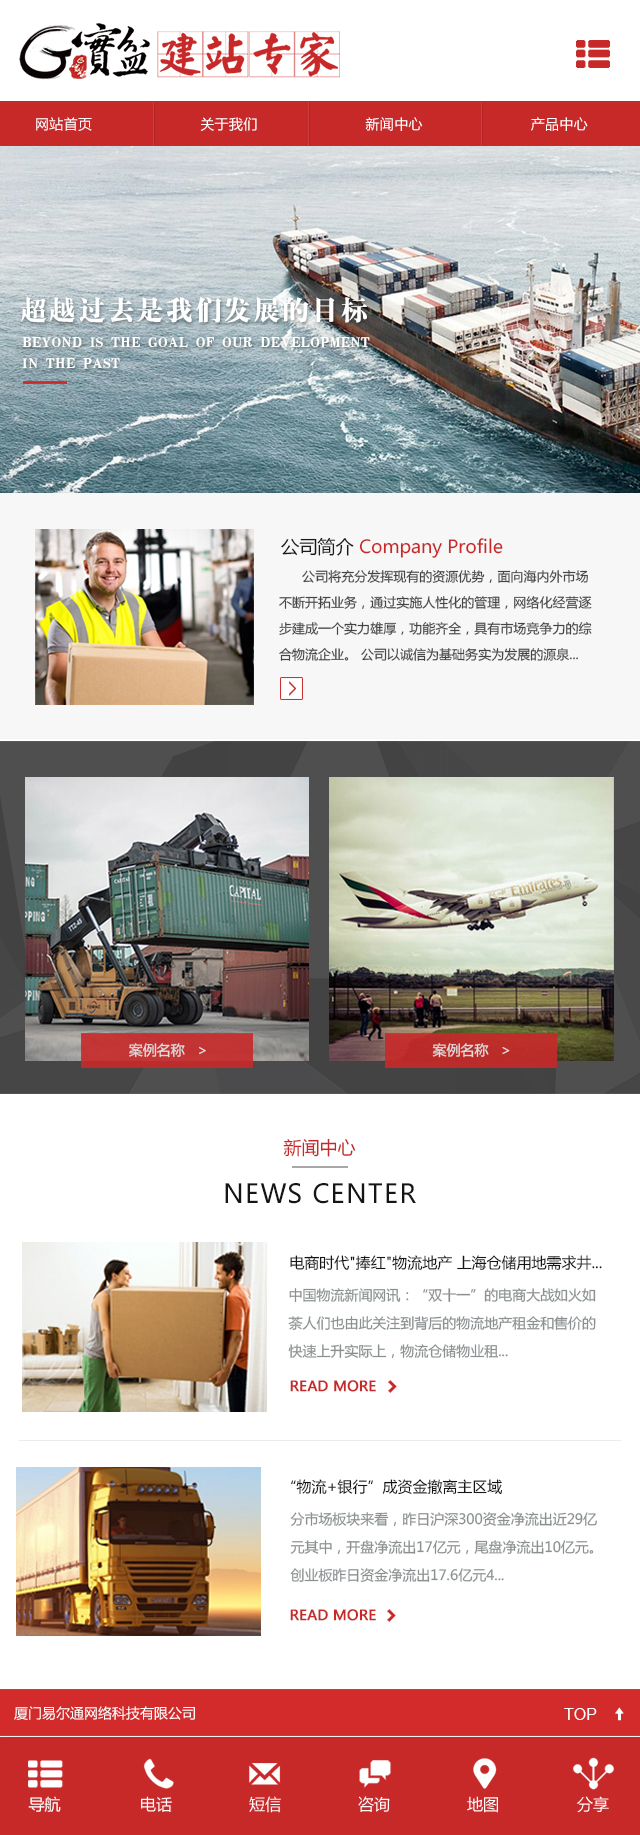 G寶盆建站专家
网站首页 关于我们 新闻中心 产品中心
超越过去是我们发展的目标
BEYOND IS THE GOAL OF OUR DEVELOPMENT
IN THE PAST
公司简介 Company Profile
公司将充分发挥现有的资源优势，面向海内外市场
不断开拓业务，通过实施人性化的管理，网络化经营逐
步建成一个实力雄厚，功能齐全，具有市场竞争力的综
合物流企业。 公司以诚信为基础务实为发展的源泉...
CAPITAL
PPING
TTZ-43
PING
Emirates
案例名称 >
案例名称 >
新闻中心
NEWS CENTER
电商时代"捧红"物流地产 上海仓储用地需求井...
中国物流新闻网讯：“双十一”的电商大战如火如
荼人们也由此关注到背后的物流地产租金和售价的
快速上升实际上，物流仓储物业租...
READ MORE
“物流+银行”成资金撤离主区域
分市场板块来看，昨日沪深300资金净流出近29亿
元其中，开盘净流出17亿元，尾盘净流出10亿元。
创业板昨日资金净流出17.6亿元4...
READ MORE
厦门易尔通网络科技有限公司 TOP
导航 电话 短信 咨询 地图 分享